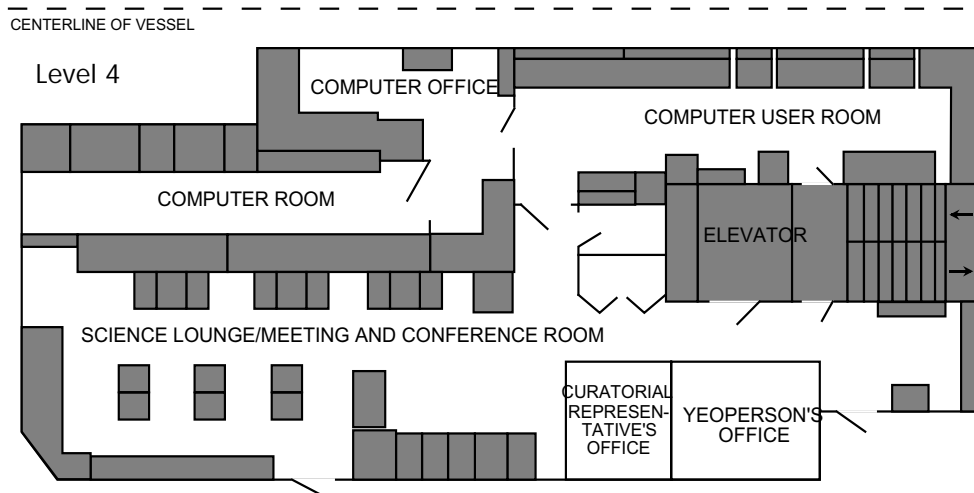 CENTERLINE OF VESSEL
Level 4
COMPUTER OFFICE
COMPUTER USER ROOM
COMPUTER ROOM
ELEVATOR
SCIENCE LOUNGE/MEETING AND CONFERENCE ROOM
CURATORIAL
REPRESEN-
TATIVE'S
OFFICE
YEOPERSON'S
OFFICE